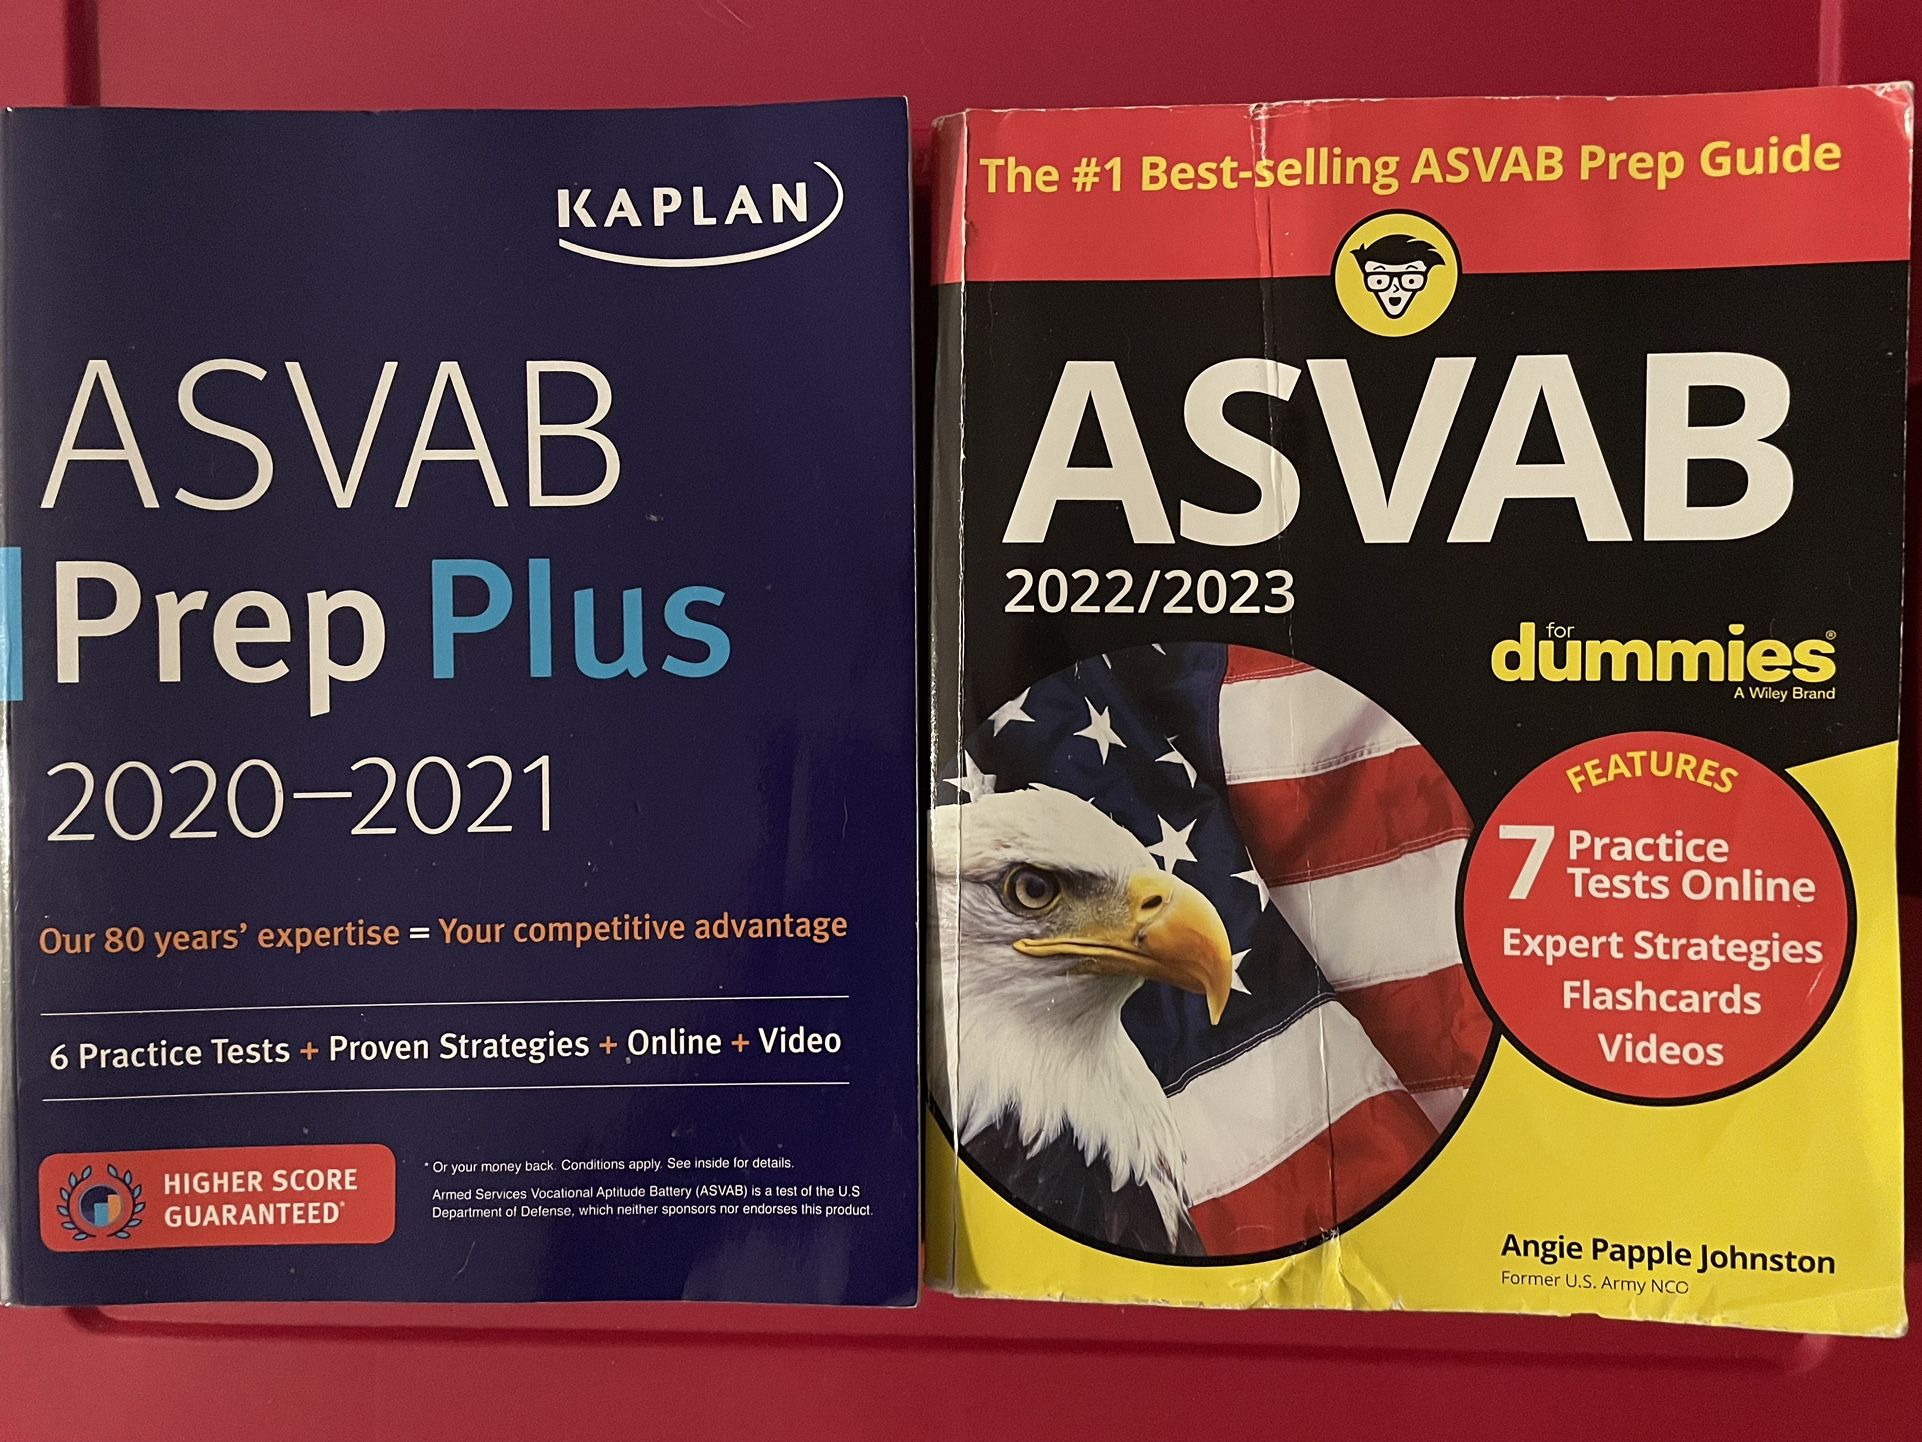 KAPLAN
ASVAB
Prep Plus
2020–2021
Our 80 years' expertise = Your competitive advantage
6 Practice Tests + Proven Strategies + Online + Video
HIGHER SCORE
GUARANTEED*
* Or your money back. Conditions apply. See inside for details.
Armed Services Vocational Aptitude Battery (ASVAB) is a test of the U.S
Department of Defense, which neither sponsors nor endorses this product.
The #1 Best-selling ASVAB Prep Guide
ASVAB
2022/2023
for
dummies®
A Wiley Brand
FEATURES
7 Practice
Tests Online
Expert Strategies
Flashcards
Videos
Angie Papple Johnston
Former U.S. Army NCO